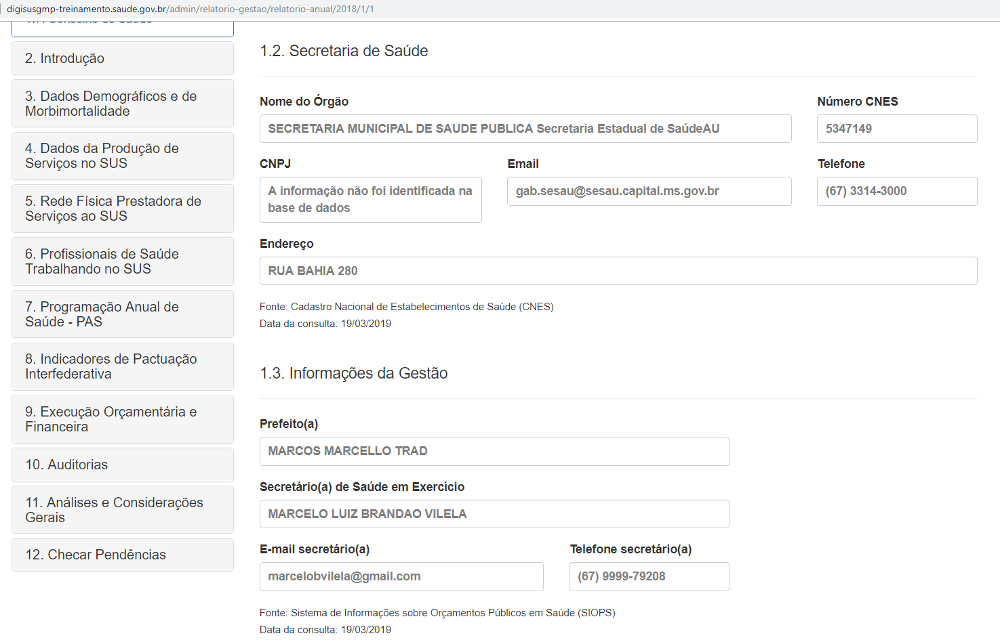 digisusgmp-treinamento.saude.gov.br/admin/relatorio-gestao/relatorio-anual/2018/1/1
2. Introdução
3. Dados Demográficos e de
Morbimortalidade
4. Dados da Produção de
Serviços no SUS
5. Rede Física Prestadora de
Serviços ao SUS
6. Profissionais de Saúde
Trabalhando no SUS
7. Programação Anual de
Saúde - PAS
8. Indicadores de Pactuação
Interfederativa
9. Execução Orçamentária e
Financeira
10. Auditorias
11. Análises e Considerações
Gerais
12. Checar Pendências
1.2. Secretaria de Saúde
Nome do Órgão
SECRETARIA MUNICIPAL DE SAUDE PUBLICA Secretaria Estadual de SaúdeAU
Número CNES
5347149
CNPJ
A informação não foi identificada na
base de dados
Email
gab.sesau@sesau.capital.ms.gov.br
Telefone
(67) 3314-3000
Endereço
RUA BAHIA 280
Fonte: Cadastro Nacional de Estabelecimentos de Saúde (CNES)
Data da consulta: 19/03/2019
1.3. Informações da Gestão
Prefeito(a)
MARCOS MARCELLO TRAD
Secretário(a) de Saúde em Exercício
MARCELO LUIZ BRANDAO VILELA
E-mail secretário(a)
marcelobvilela@gmail.com
Telefone secretário(a)
(67) 9999-79208
Fonte: Sistema de Informações sobre Orçamentos Públicos em Saúde (SIOPS)
Data da consulta: 19/03/2019